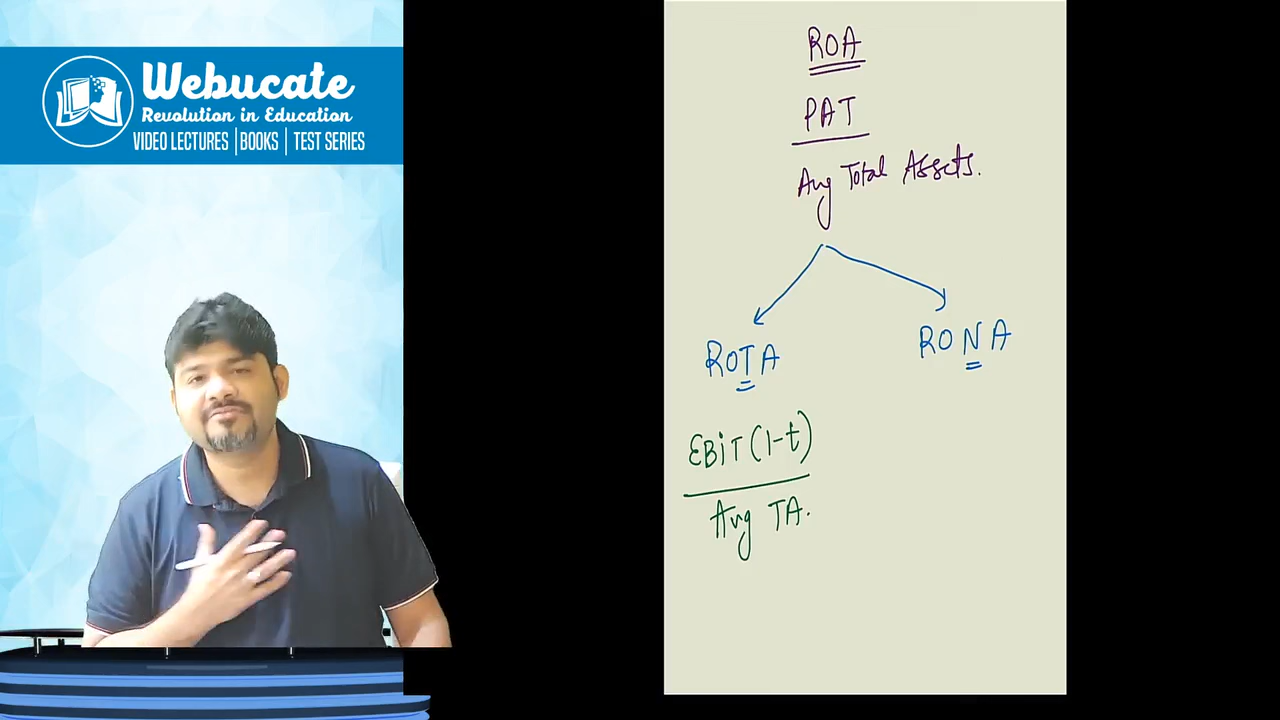 Webucate
Revolution in Education
VIDEO LECTURES | BOOKS | TEST SERIES
ROA
PAT
Avg Total Assets.
ROTA
RONA
EBiT(1-t)
Avg TA.